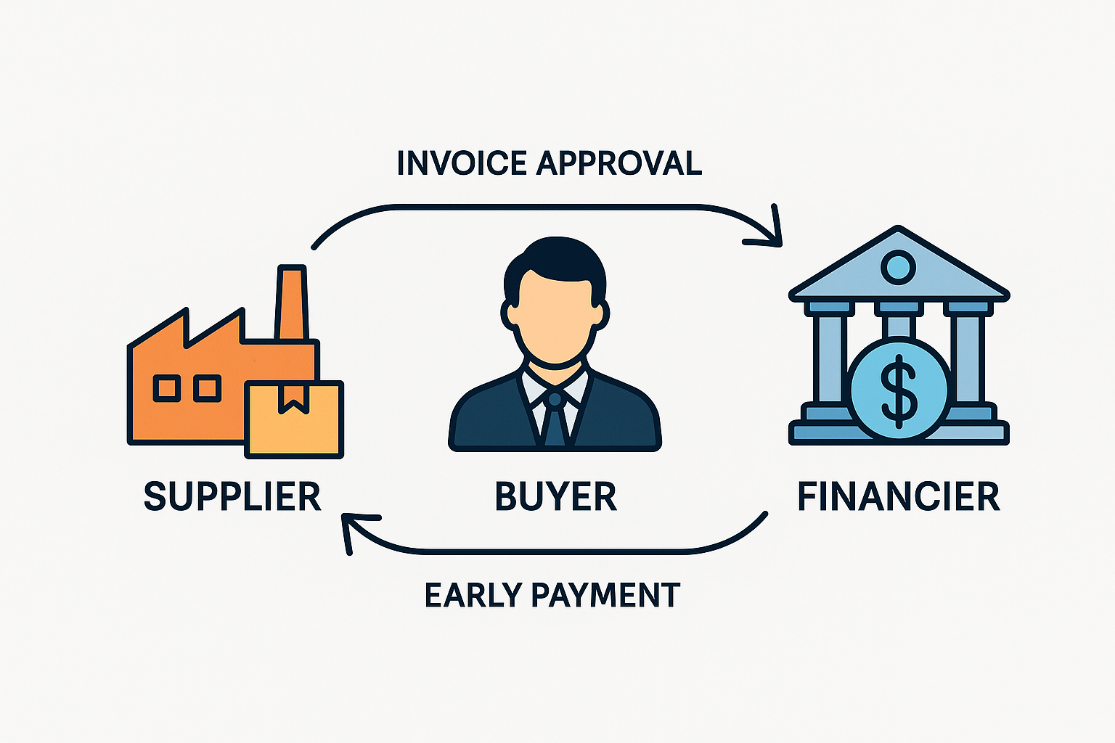 INVOICE APPROVAL
SUPPLIER
BUYER
FINANCIER
EARLY PAYMENT
$